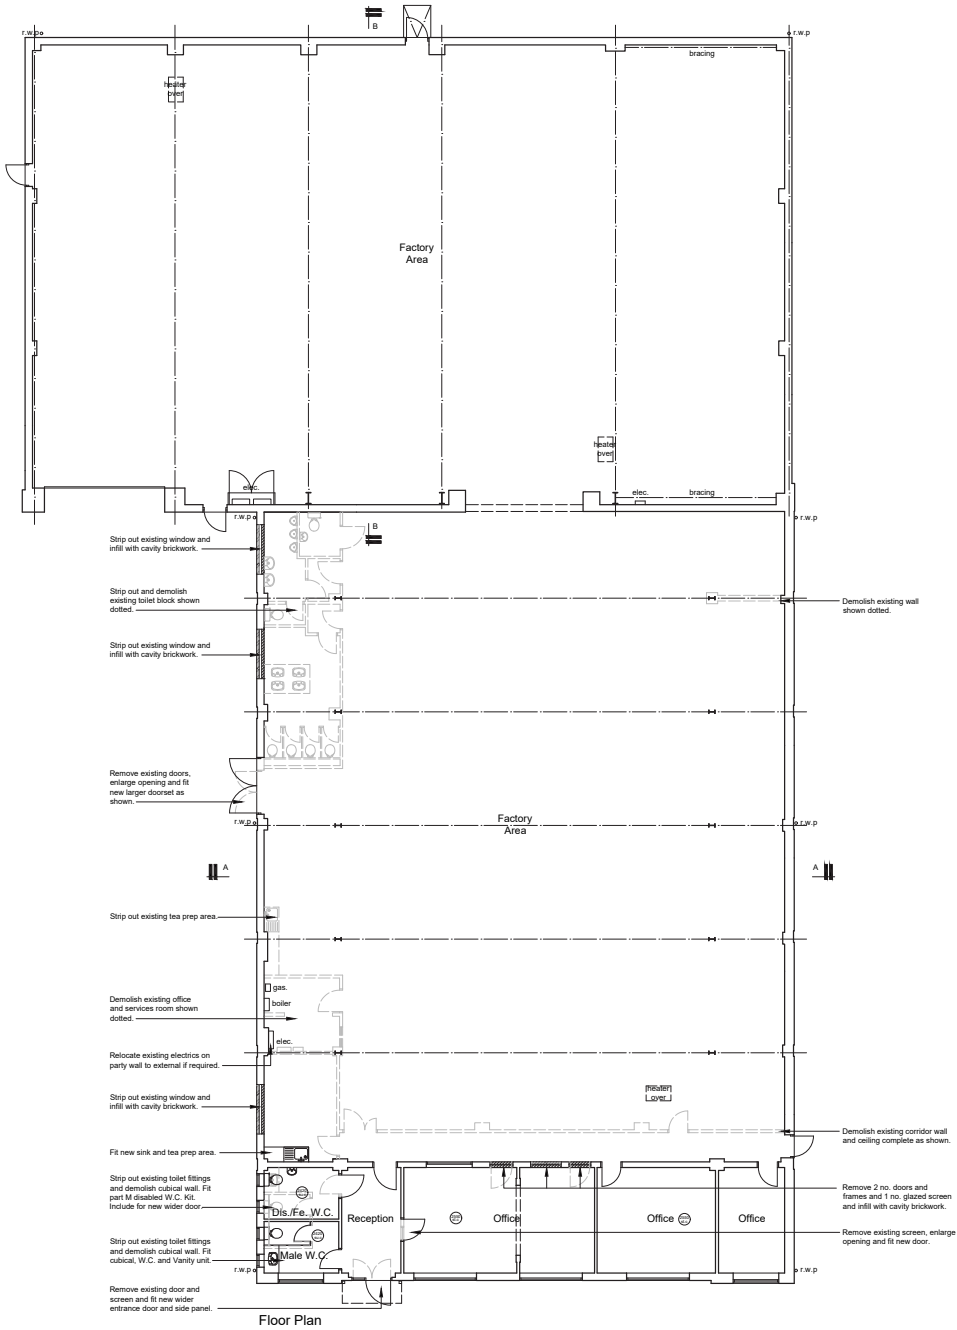 B
r.w.p
r.w.p
bracing
heater
over
Factory
Area
heater
over
elec.
elec.
bracing
r.w.p
r.w.p
B
Strip out existing window and
infill with cavity brickwork.
Strip out and demolish
existing toilet block shown
dotted.
Demolish existing wall
shown dotted.
Strip out existing window and
infill with cavity brickwork.
Remove existing doors,
enlarge opening and fit
new larger doorset as
shown.
r.w.p
Factory
Area
r.w.p
A
A
Strip out existing tea prep area.
gas.
boiler
Demolish existing office
and services room shown
dotted.
elec.
Relocate existing electrics on
party wall to external if required.
heater
over
Strip out existing window and
infill with cavity brickwork.
Demolish existing corridor wall
and ceiling complete as shown.
Fit new sink and tea prep area.
Strip out existing toilet fittings
and demolish cubical wall. Fit
part M disabled W.C. Kit.
Include for new wider door.
Remove 2 no. doors and
frames and 1 no. glazed screen
and infill with cavity brickwork.
Dis./Fe. W.C.
Reception
Office
Office
Office
Remove existing screen, enlarge
opening and fit new door.
Strip out existing toilet fittings
and demolish cubical wall. Fit
cubical, W.C. and Vanity unit.
Male W.C.
r.w.p
r.w.p
Remove existing door and
screen and fit new wider
entrance door and side panel.
Floor Plan